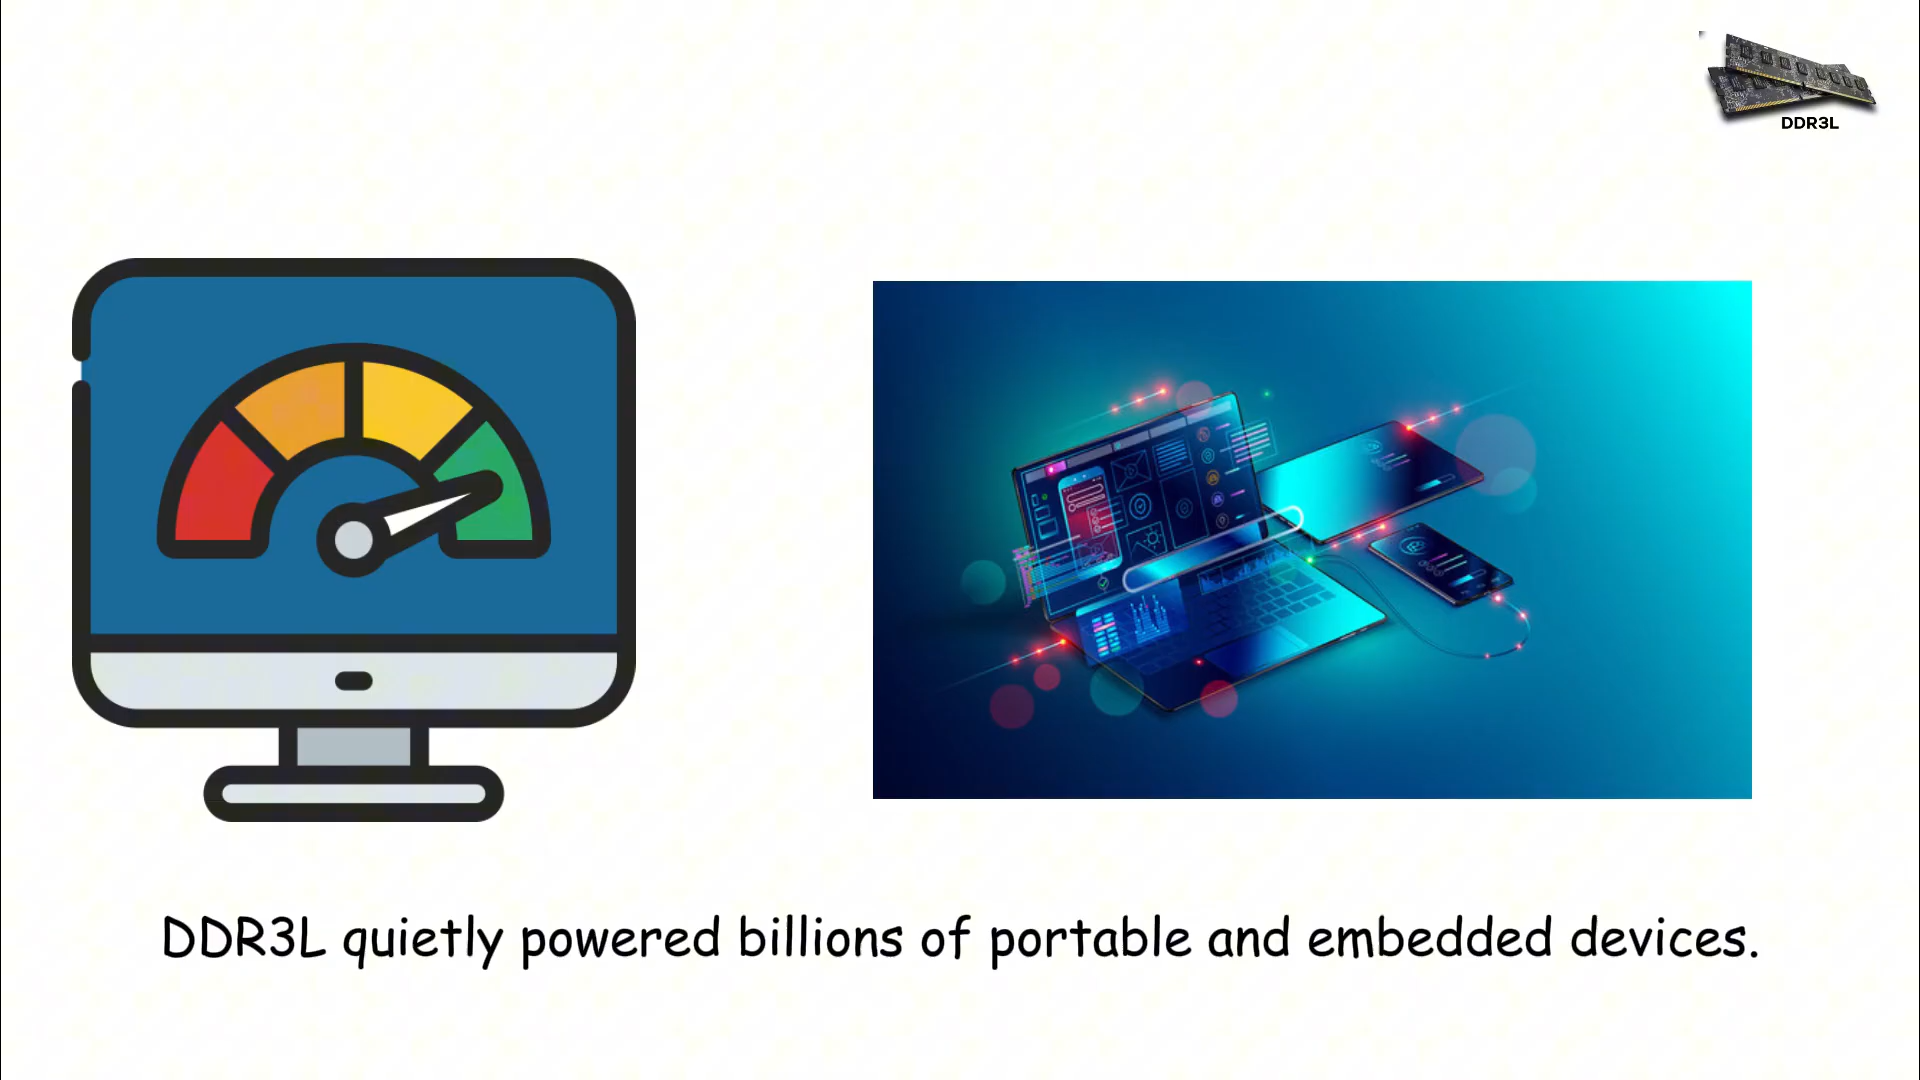 DDR3L
DDR3L quietly powered billions of portable and embedded devices.